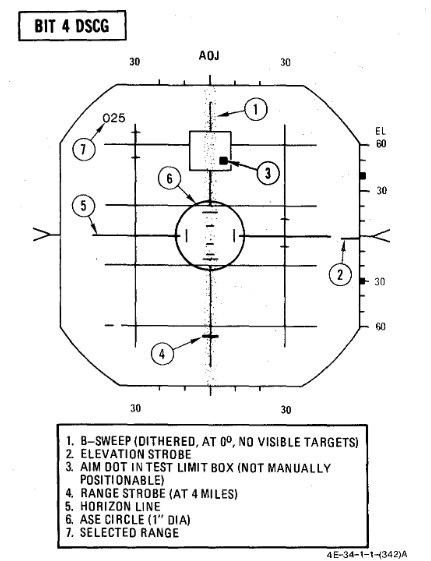 BIT 4 DSCG
AOJ
30
30
1
025
EL
60
7
3
6
30
5
2
30
4
60
30
30
1. B-SWEEP (DITHERED, AT 0º, NO VISIBLE TARGETS)
2. ELEVATION STROBE
3. AIM DOT IN TEST LIMIT BOX (NOT MANUALLY
POSITIONABLE)
4. RANGE STROBE (AT 4 MILES)
5. HORIZON LINE
6. ASE CIRCLE (1" DIA)
7. SELECTED RANGE
4E-34-1-1-(342)A